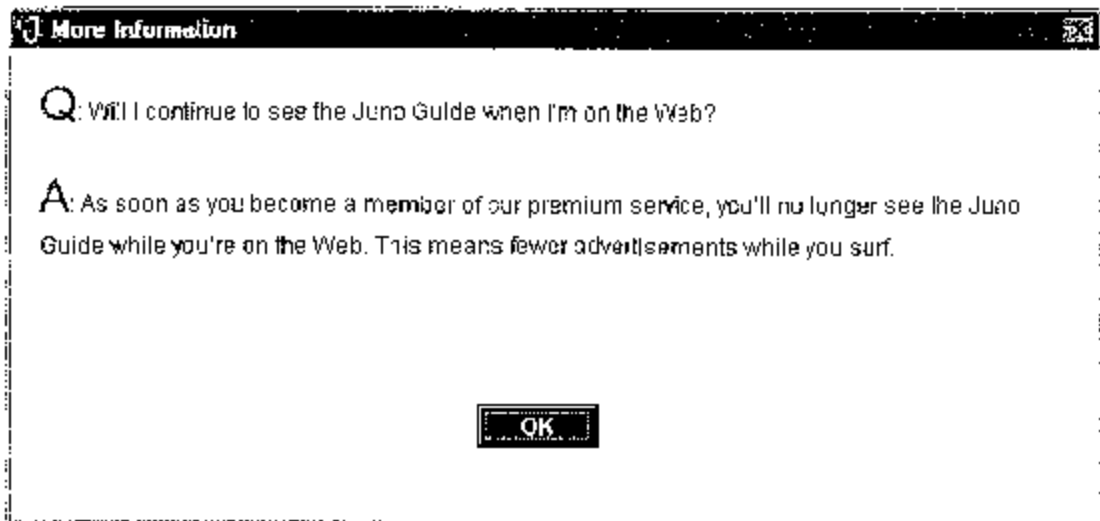 More Information
Q: Will I continue to see the Juno Guide when I'm on the Web?
A: As soon as you become a member of our premium service, you'll no longer see the Juno
Guide while you're on the Web. This means fewer advertisements while you surf.
OK